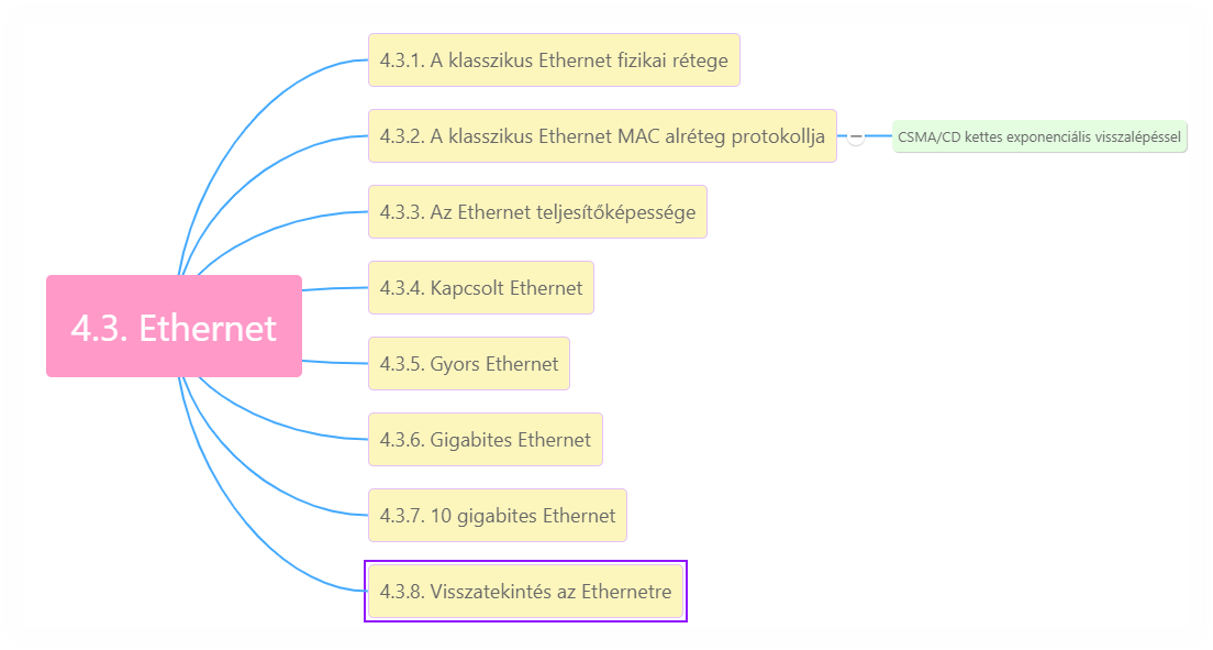 4.3. Ethernet
4.3.1. A klasszikus Ethernet fizikai rétege
4.3.2. A klasszikus Ethernet MAC alréteg protokollja
CSMA/CD kettes exponenciális visszalépéssel
4.3.3. Az Ethernet teljesítőképessége
4.3.4. Kapcsolt Ethernet
4.3.5. Gyors Ethernet
4.3.6. Gigabites Ethernet
4.3.7. 10 gigabites Ethernet
4.3.8. Visszatekintés az Ethernetre